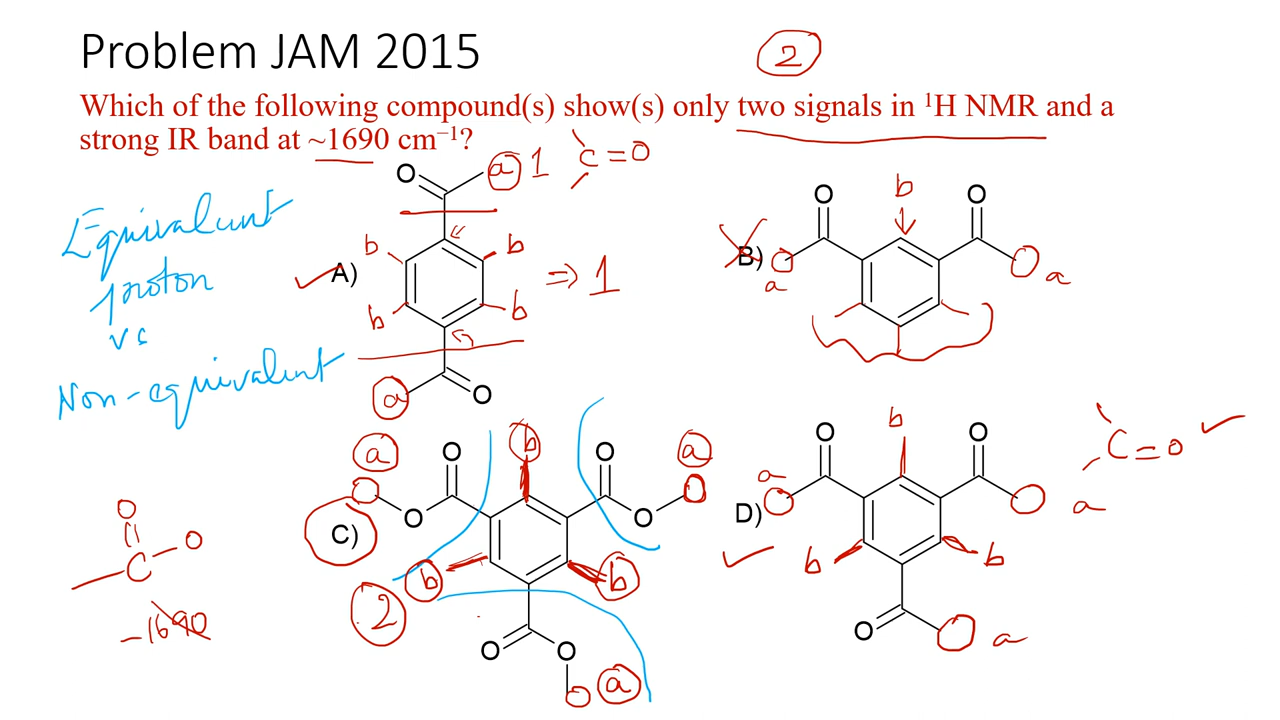 Problem JAM 2015
2
Which of the following compound(s) show(s) only two signals in ¹H NMR and a
strong IR band at ~1690 cm⁻¹?
C=O
O a 1
Equivalent
proton
vs
Non-equivalent
A)
b b
b b
⇒ 1
a O
B)
O b O
a a
C)
a O b O a
O O
b b
2
O O
a
D)
O b O
a a
b b
O a
C=O
O
C O
-1690